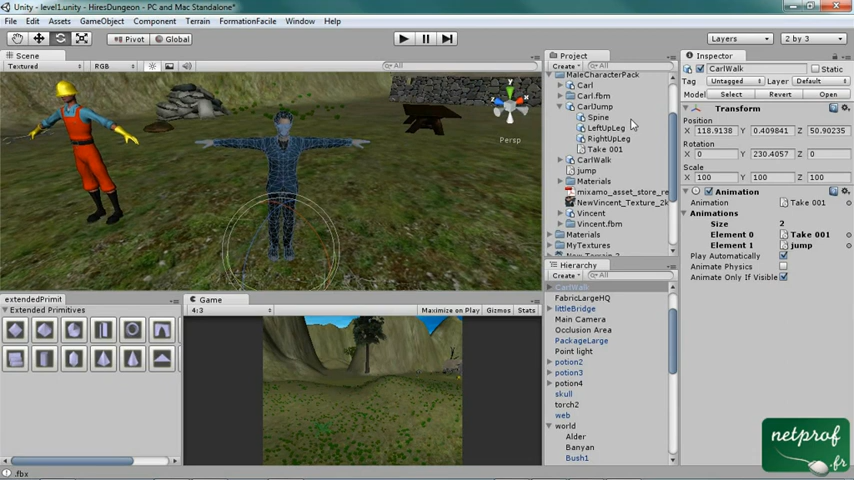 Unity - level1.unity - HiresDungeon - PC and Mac Standalone*
File Edit Assets GameObject Component Terrain FormationFacile Window Help
Pivot Global Layers 2 by 3
Scene
Textured RGB All
y
x
Persp
Project
Create All
MaleCharacterPack
Carl
Carl.fbm
CarlJump
Spine
LeftUpLeg
RightUpLeg
Take 001
CarlWalk
jump
Materials
mixamo_asset_store_re
NewVincent_Texture_2k
Vincent
Vincent.fbm
Materials
MyTextures
Hierarchy
Create All
CarlWalk
FabricLargeHQ
littleBridge
Main Camera
Occlusion Area
PackageLarge
Point light
potion2
potion3
potion4
skull
torch2
web
world
Alder
Banyan
Bush1
Inspector
CarlWalk Static
Tag Untagged Layer Default
Model Select Revert Open
Transform
Position
X 118.9138 Y 0.409841 Z 50.90235
Rotation
X 0 Y 230.4057 Z 0
Scale
X 100 Y 100 Z 100
Animation
Animation Take 001
Animations
Size 2
Element 0 Take 001
Element 1 jump
Play Automatically
Animate Physics
Animate Only If Visible
extendedPrimit
Extended Primitives
Game
4:3 Maximize on Play Gizmos Stats
netprof
.fr
.fbx